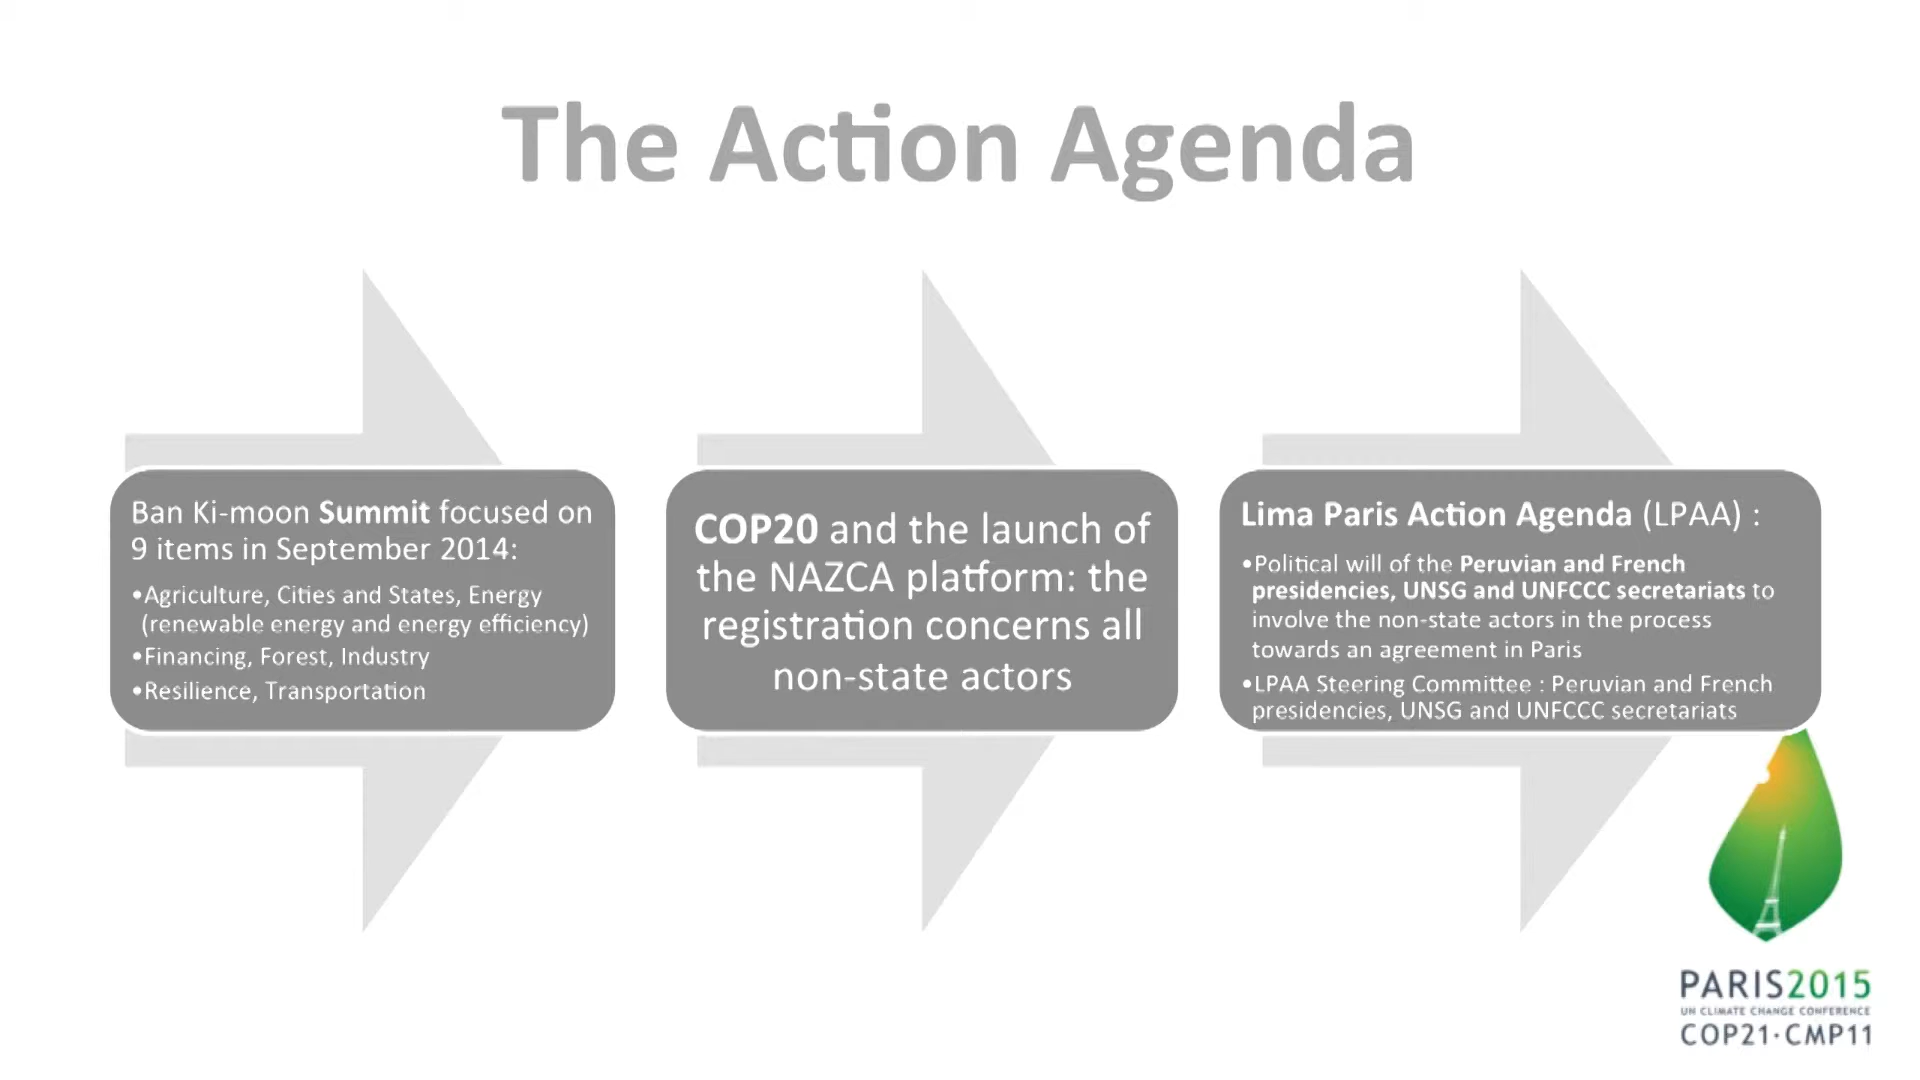 The Action Agenda
Ban Ki-moon Summit focused on
9 items in September 2014:
•Agriculture, Cities and States, Energy
(renewable energy and energy efficiency)
•Financing, Forest, Industry
•Resilience, Transportation
COP20 and the launch of
the NAZCA platform: the
registration concerns all
non-state actors
Lima Paris Action Agenda (LPAA) :
•Political will of the Peruvian and French
presidencies, UNSG and UNFCCC secretariats to
involve the non-state actors in the process
towards an agreement in Paris
•LPAA Steering Committee : Peruvian and French
presidencies, UNSG and UNFCCC secretariats
PARIS2015
UN CLIMATE CHANGE CONFERENCE
COP21·CMP11